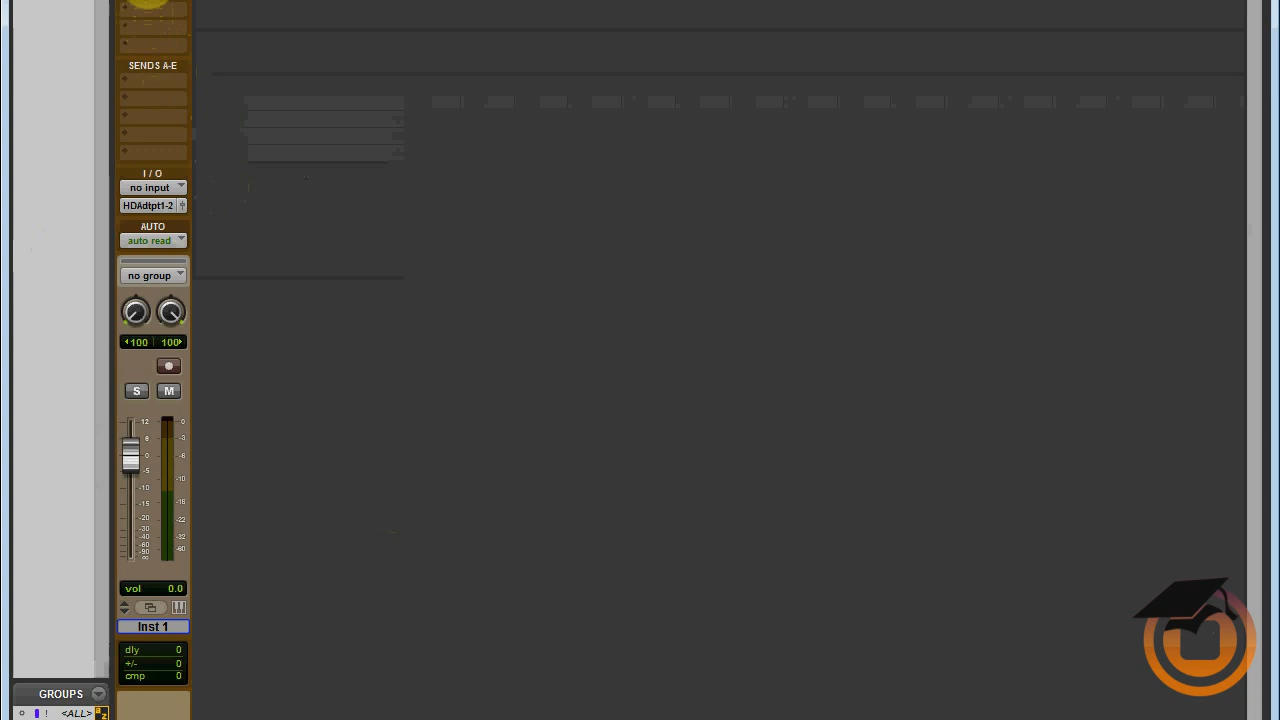 SENDS A-E
I / O
no input
HDAdtpt1-2
AUTO
auto read
no group
100 100
S M
12 0
6 -3
0 -6
-5
-10 -10
-15 -16
-20 -22
-30
-40 -32
-60 -60
-90
∞
vol 0.0
Inst 1
dly 0
+/- 0
cmp 0
GROUPS
! <ALL> a z